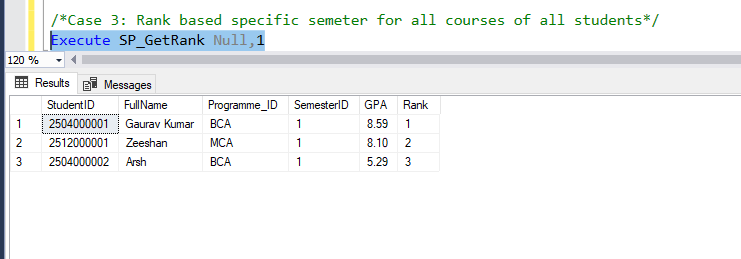 /*Case 3: Rank based specific semeter for all courses of all students*/
Execute SP_GetRank Null,1
120 %
Results Messages
StudentID FullName Programme_ID SemesterID GPA Rank
1 2504000001 Gaurav Kumar BCA 1 8.59 1
2 2512000001 Zeeshan MCA 1 8.10 2
3 2504000002 Arsh BCA 1 5.29 3